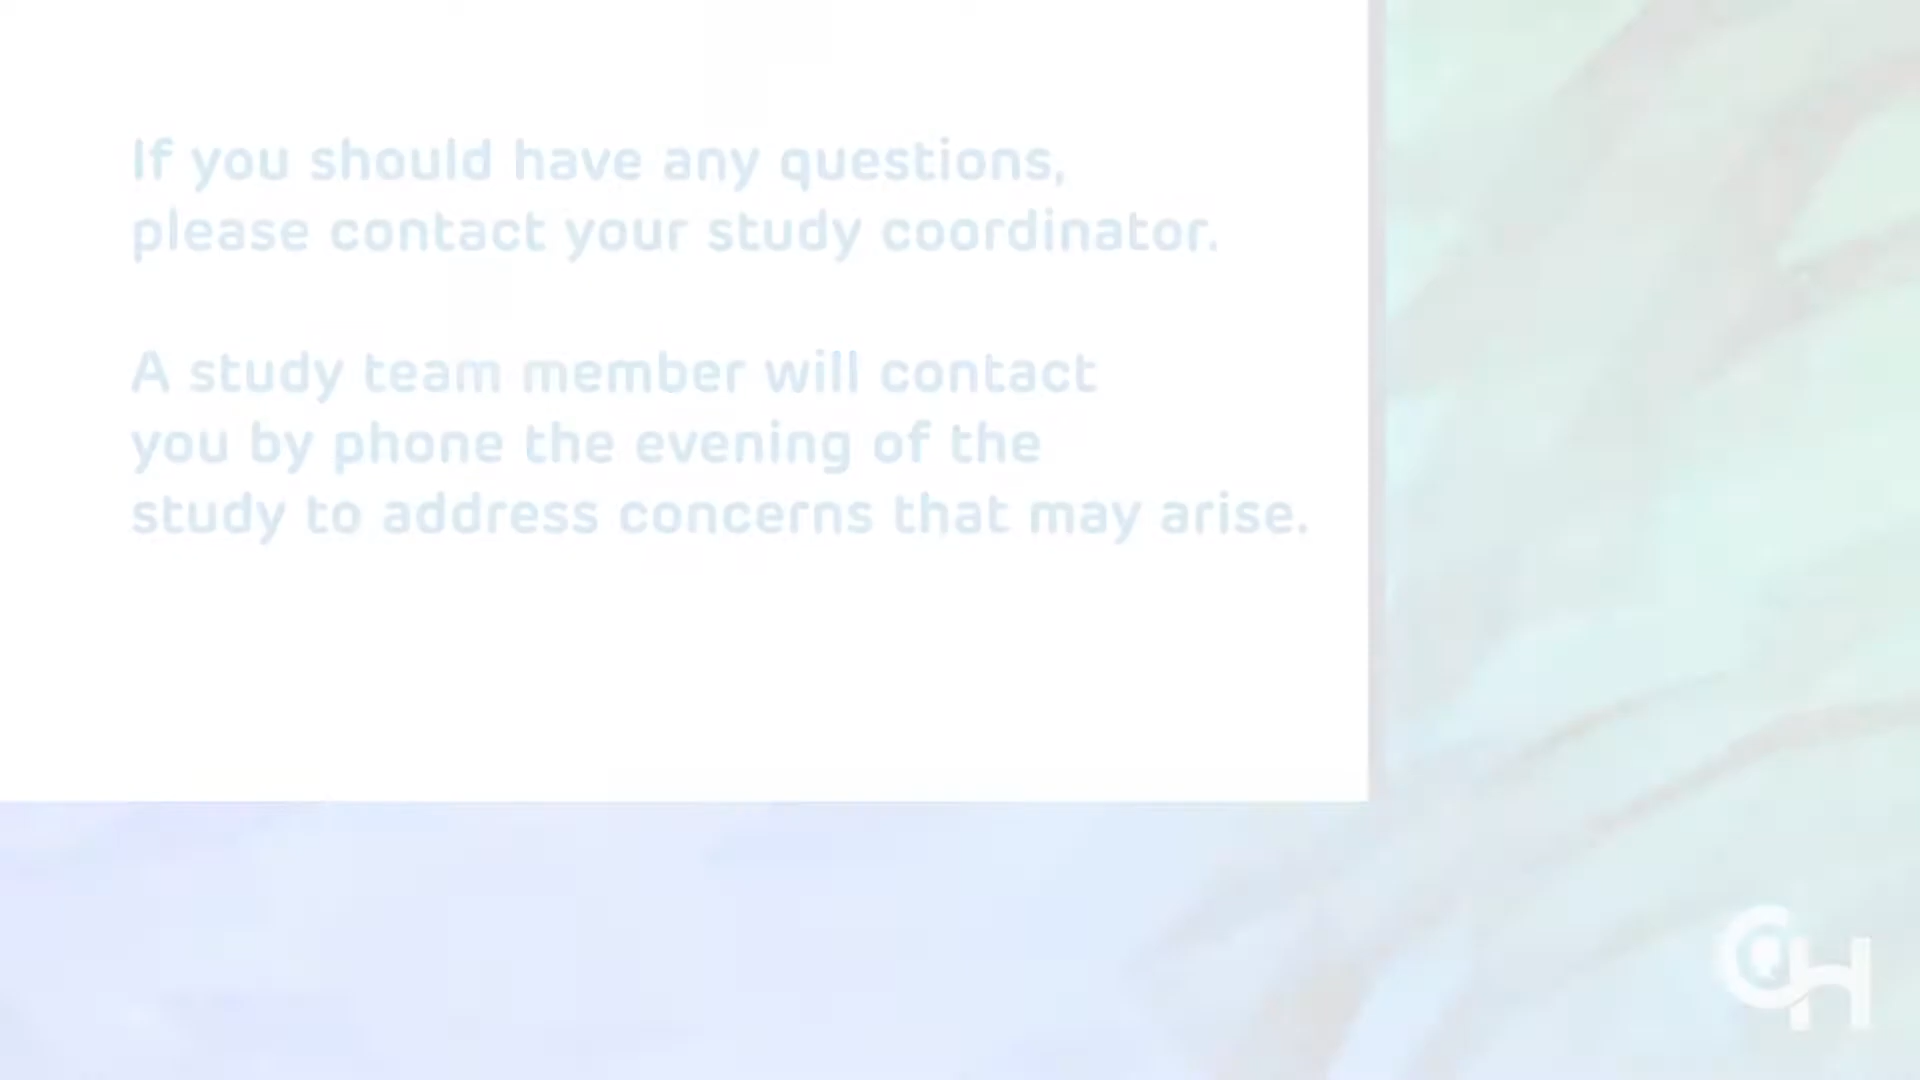 If you should have any questions,
please contact your study coordinator.
A study team member will contact
you by phone the evening of the
study to address concerns that may arise.
CH